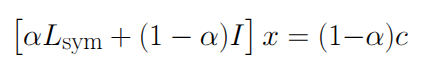 [αL_sym + (1 − α)I] x = (1−α)c